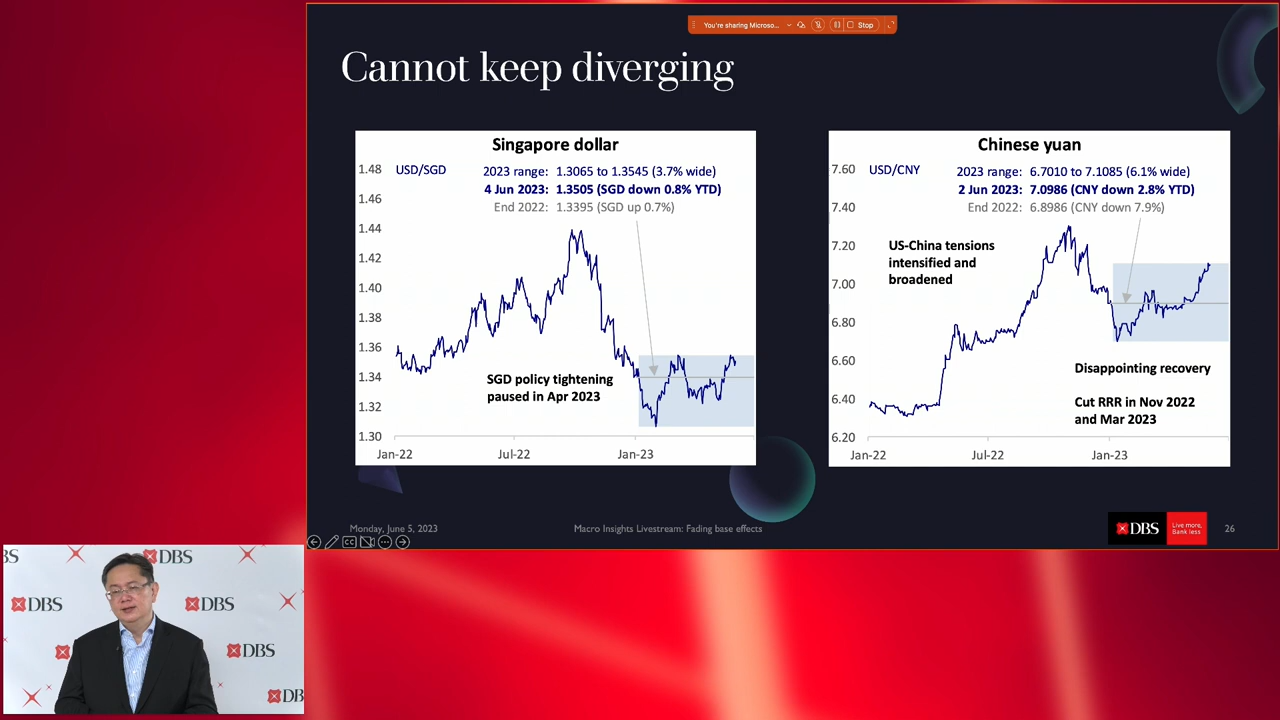 You're sharing Microso...
Stop
Cannot keep diverging
Singapore dollar
USD/SGD
2023 range: 1.3065 to 1.3545 (3.7% wide)
4 Jun 2023: 1.3505 (SGD down 0.8% YTD)
End 2022: 1.3395 (SGD up 0.7%)
1.48
1.46
1.44
1.42
1.40
1.38
1.36
1.34
1.32
1.30
SGD policy tightening
paused in Apr 2023
Jan-22
Jul-22
Jan-23
Chinese yuan
USD/CNY
2023 range: 6.7010 to 7.1085 (6.1% wide)
2 Jun 2023: 7.0986 (CNY down 2.8% YTD)
End 2022: 6.8986 (CNY down 7.9%)
7.60
7.40
7.20
7.00
6.80
6.60
6.40
6.20
US-China tensions
intensified and
broadened
Disappointing recovery
Cut RRR in Nov 2022
and Mar 2023
Jan-22
Jul-22
Jan-23
Monday, June 5, 2023
Macro Insights Livestream: Fading base effects
DBS
Live more,
Bank less
26
CC
BS
DBS
DBS
DBS
DBS
DB